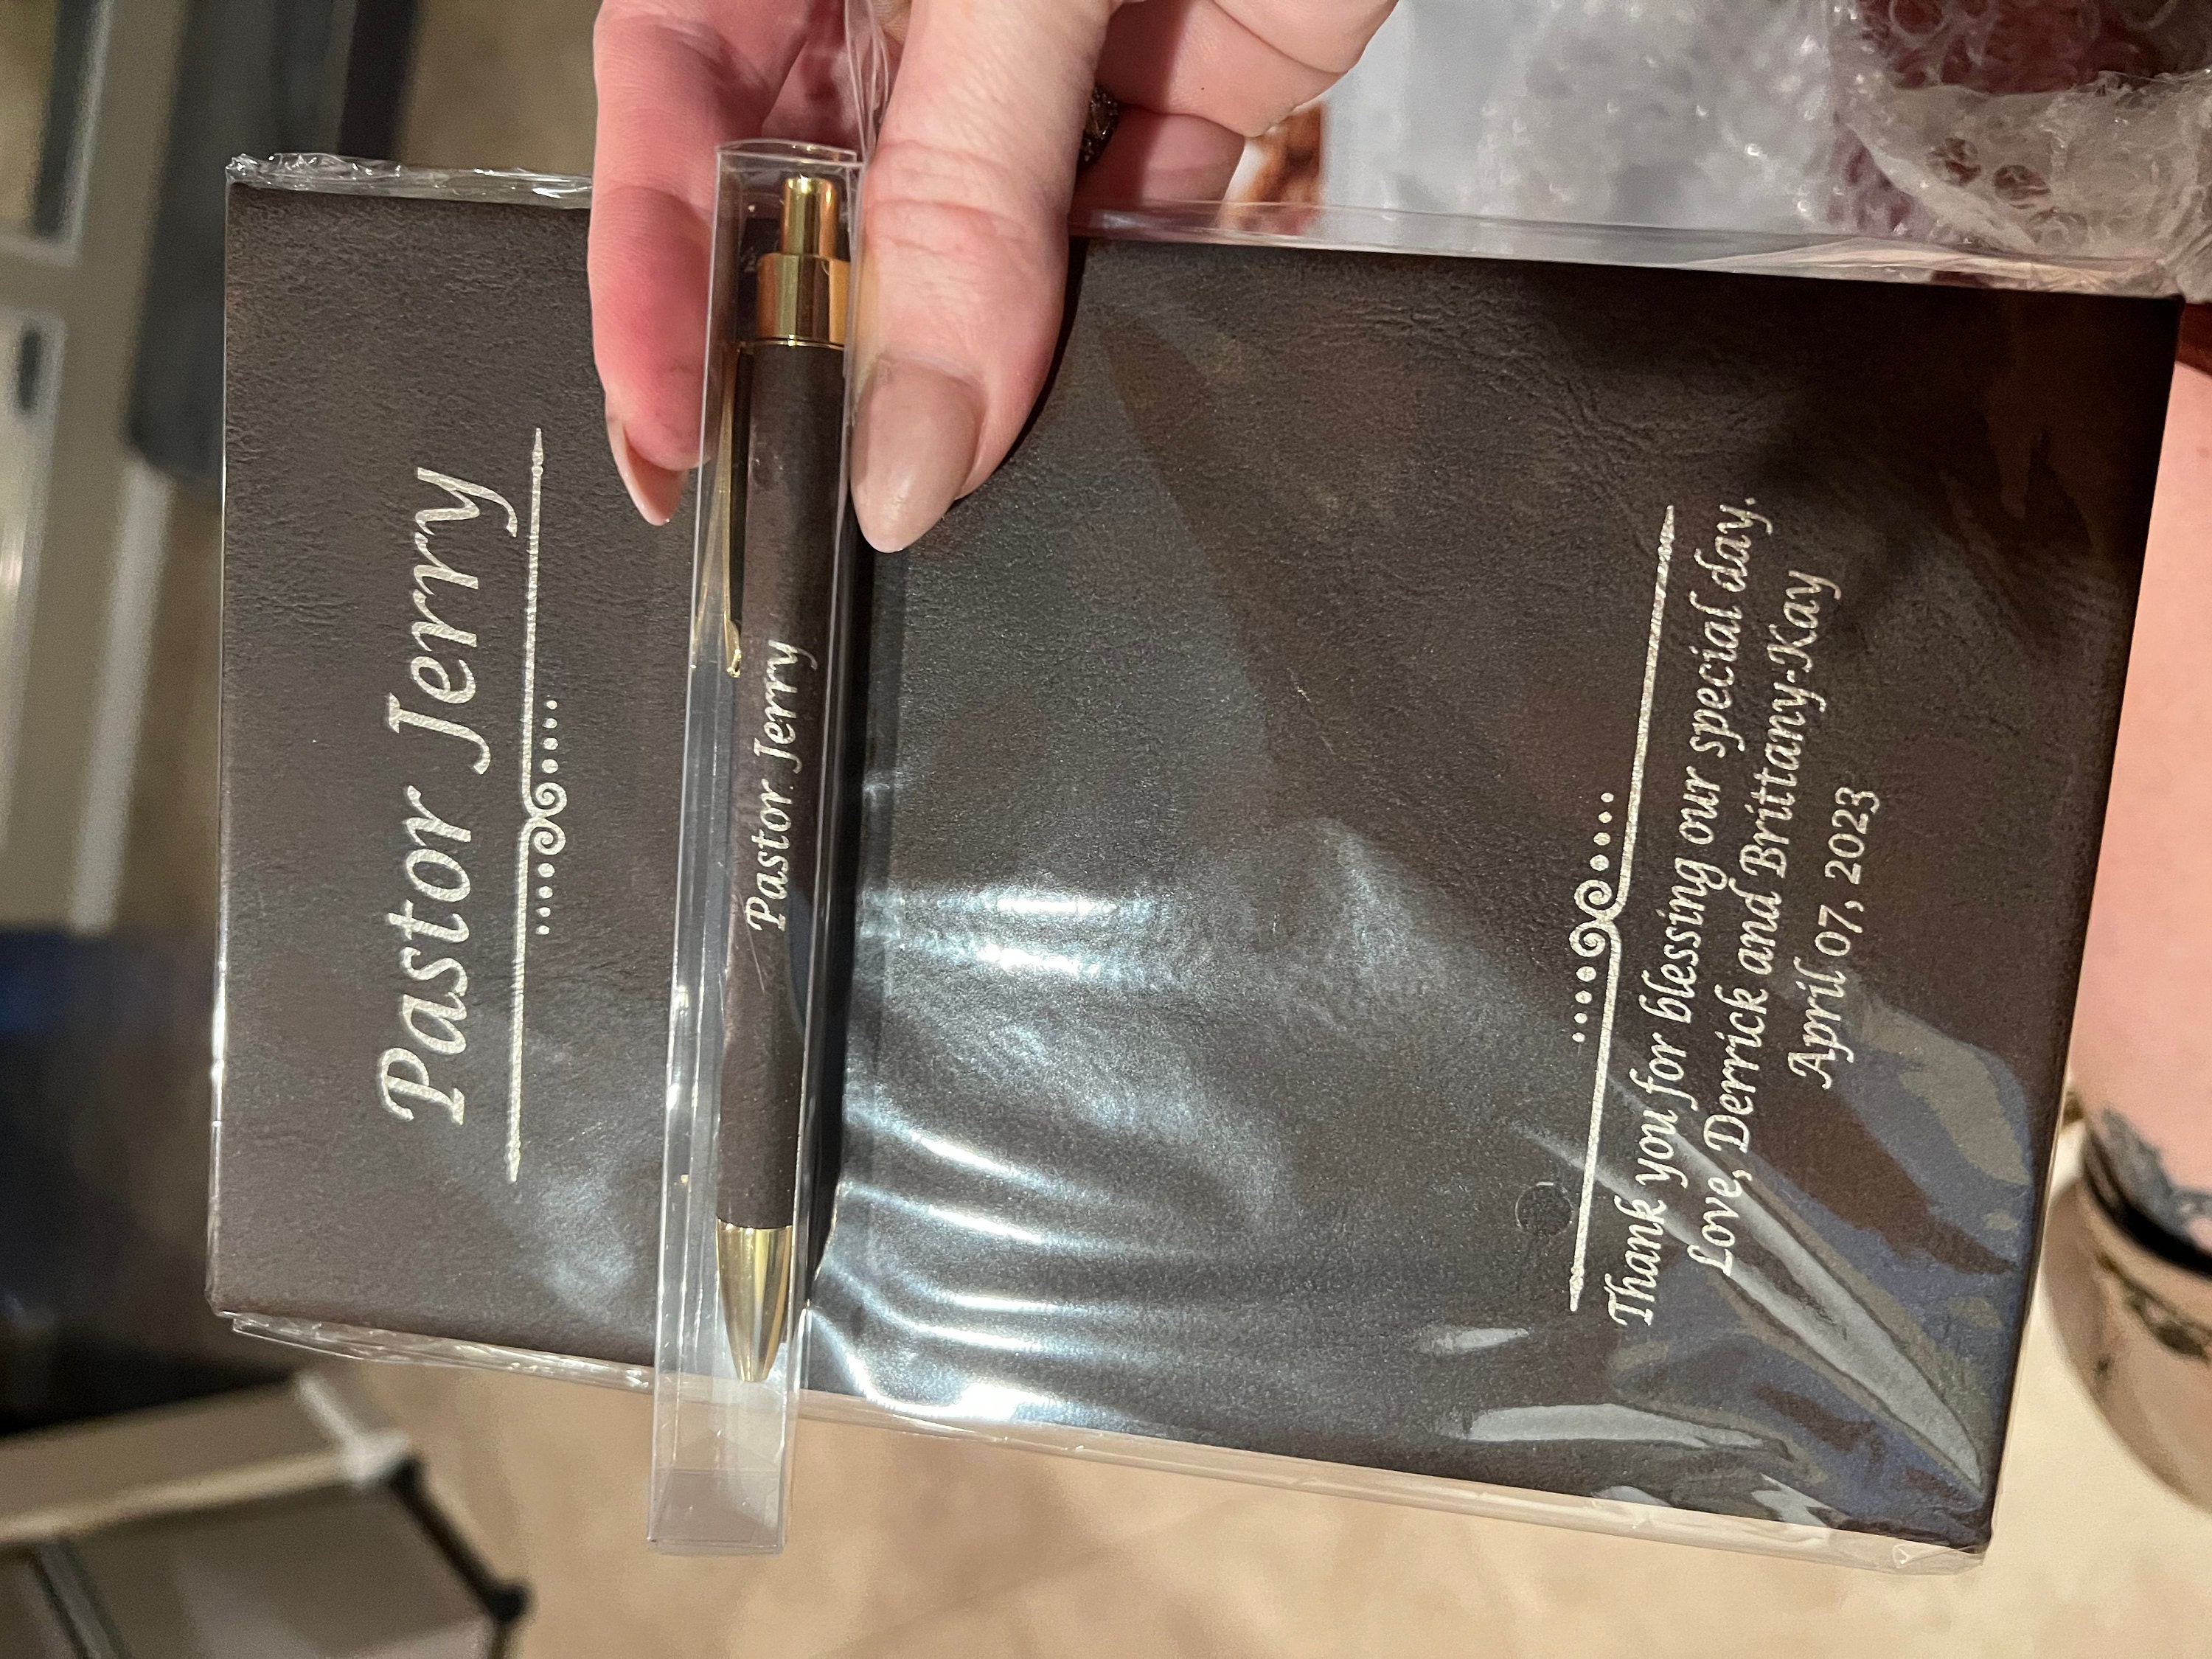 Pastor Jerry
Pastor Jerry
Thank you for blessing our special day.
Love, Derrick and Brittany-Kay
April 07, 2023